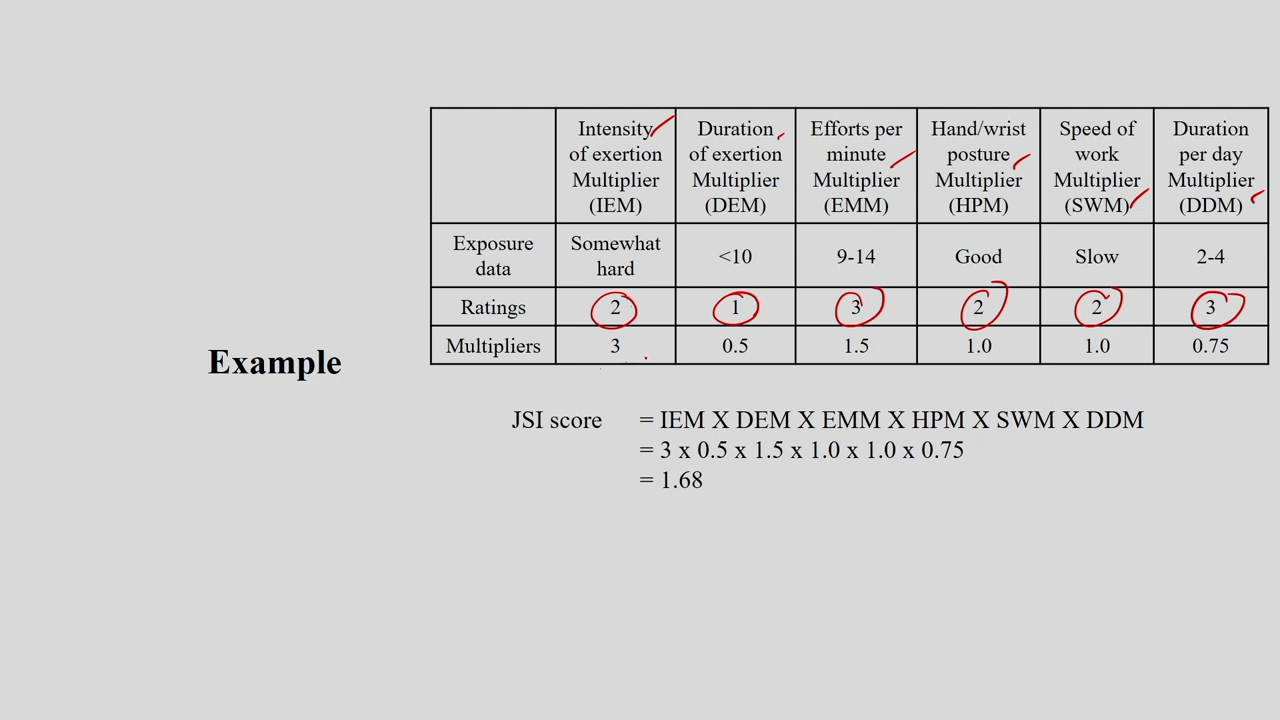 Intensity of exertion Multiplier (IEM)
Duration of exertion Multiplier (DEM)
Efforts per minute Multiplier (EMM)
Hand/wrist posture Multiplier (HPM)
Speed of work Multiplier (SWM)
Duration per day Multiplier (DDM)
Exposure data Somewhat hard <10 9-14 Good Slow 2-4
Ratings 2 1 3 2 2 3
Multipliers 3 0.5 1.5 1.0 1.0 0.75
Example
JSI score = IEM X DEM X EMM X HPM X SWM X DDM
= 3 x 0.5 x 1.5 x 1.0 x 1.0 x 0.75
= 1.68